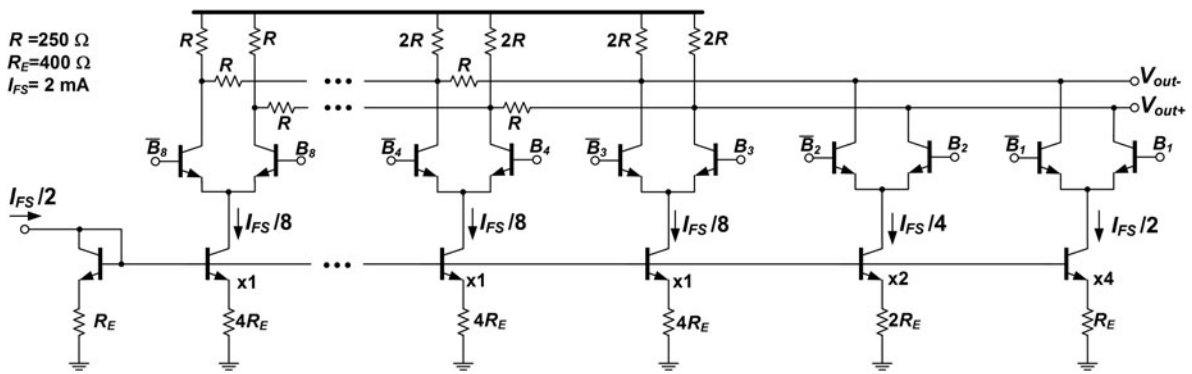 R =250 Ω
R_E=400 Ω
I_FS= 2 mA
R R 2R 2R 2R 2R
R R
V_out-
V_out+
R R
B̅_8 B_8 B̅_4 B_4 B̅_3 B_3 B̅_2 B_2 B̅_1 B_1
I_FS/2
I_FS/8 I_FS/8 I_FS/8 I_FS/4 I_FS/2
x1 x1 x1 x2 x4
R_E 4R_E 4R_E 4R_E 2R_E R_E